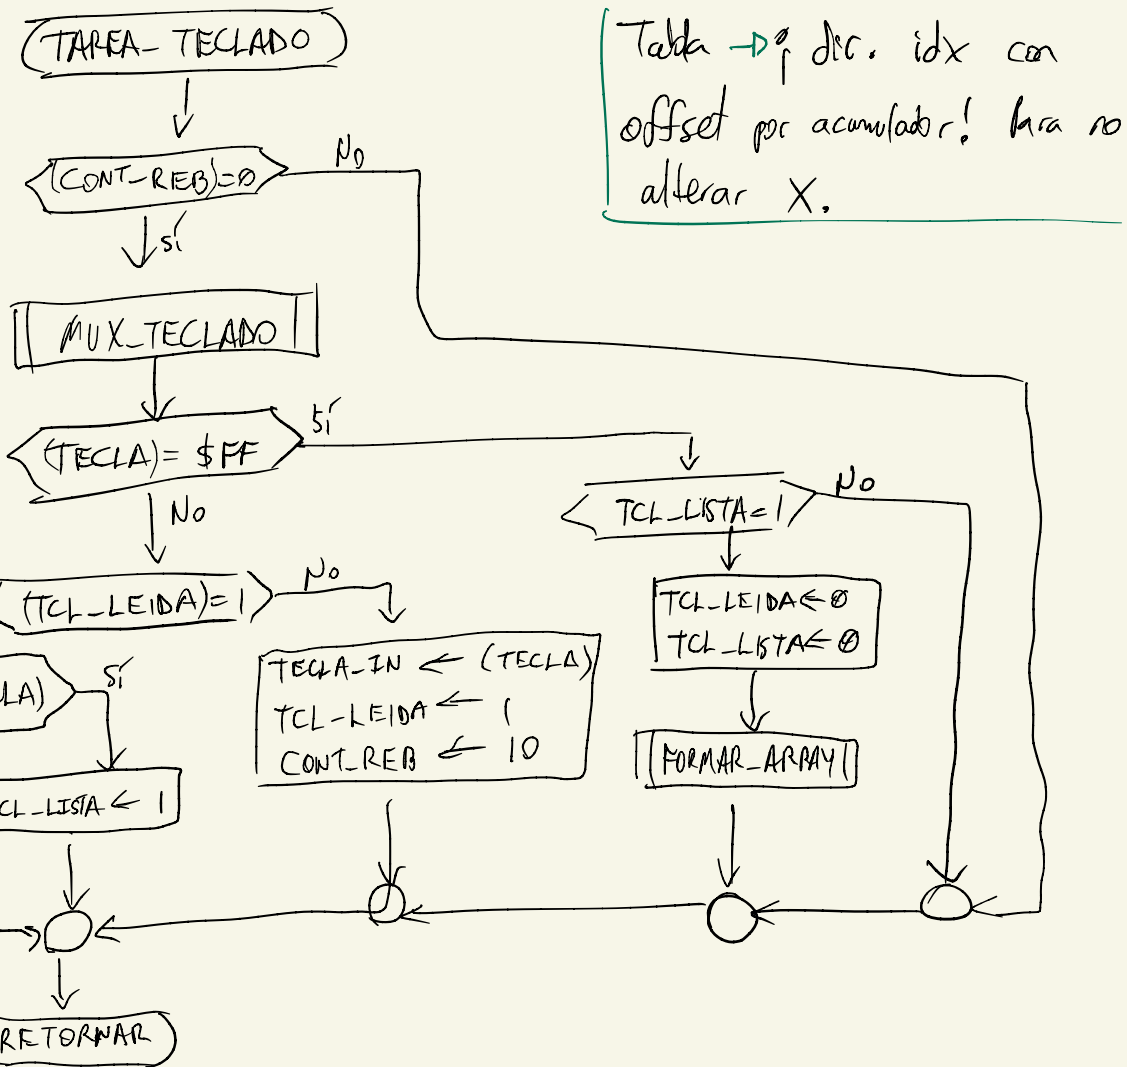 TAREA_TECLADO
Tabla → ¡ dir. idx con
offset por acumulador! Para no
alterar X.
(CONT_REB)=0
No
sí
MUX_TECLADO
(TECLA)= $FF
sí
No
TCL_LISTA=1
No
(TCL_LEIDA)=1
No
TCL_LEIDA←0
TCL_LISTA←0
LA)
sí
TECLA_IN ← (TECLA)
TCL-LEIDA ← 1
CONT_REB ← 10
FORMAR_ARRAY
CL_LISTA ← 1
RETORNAR